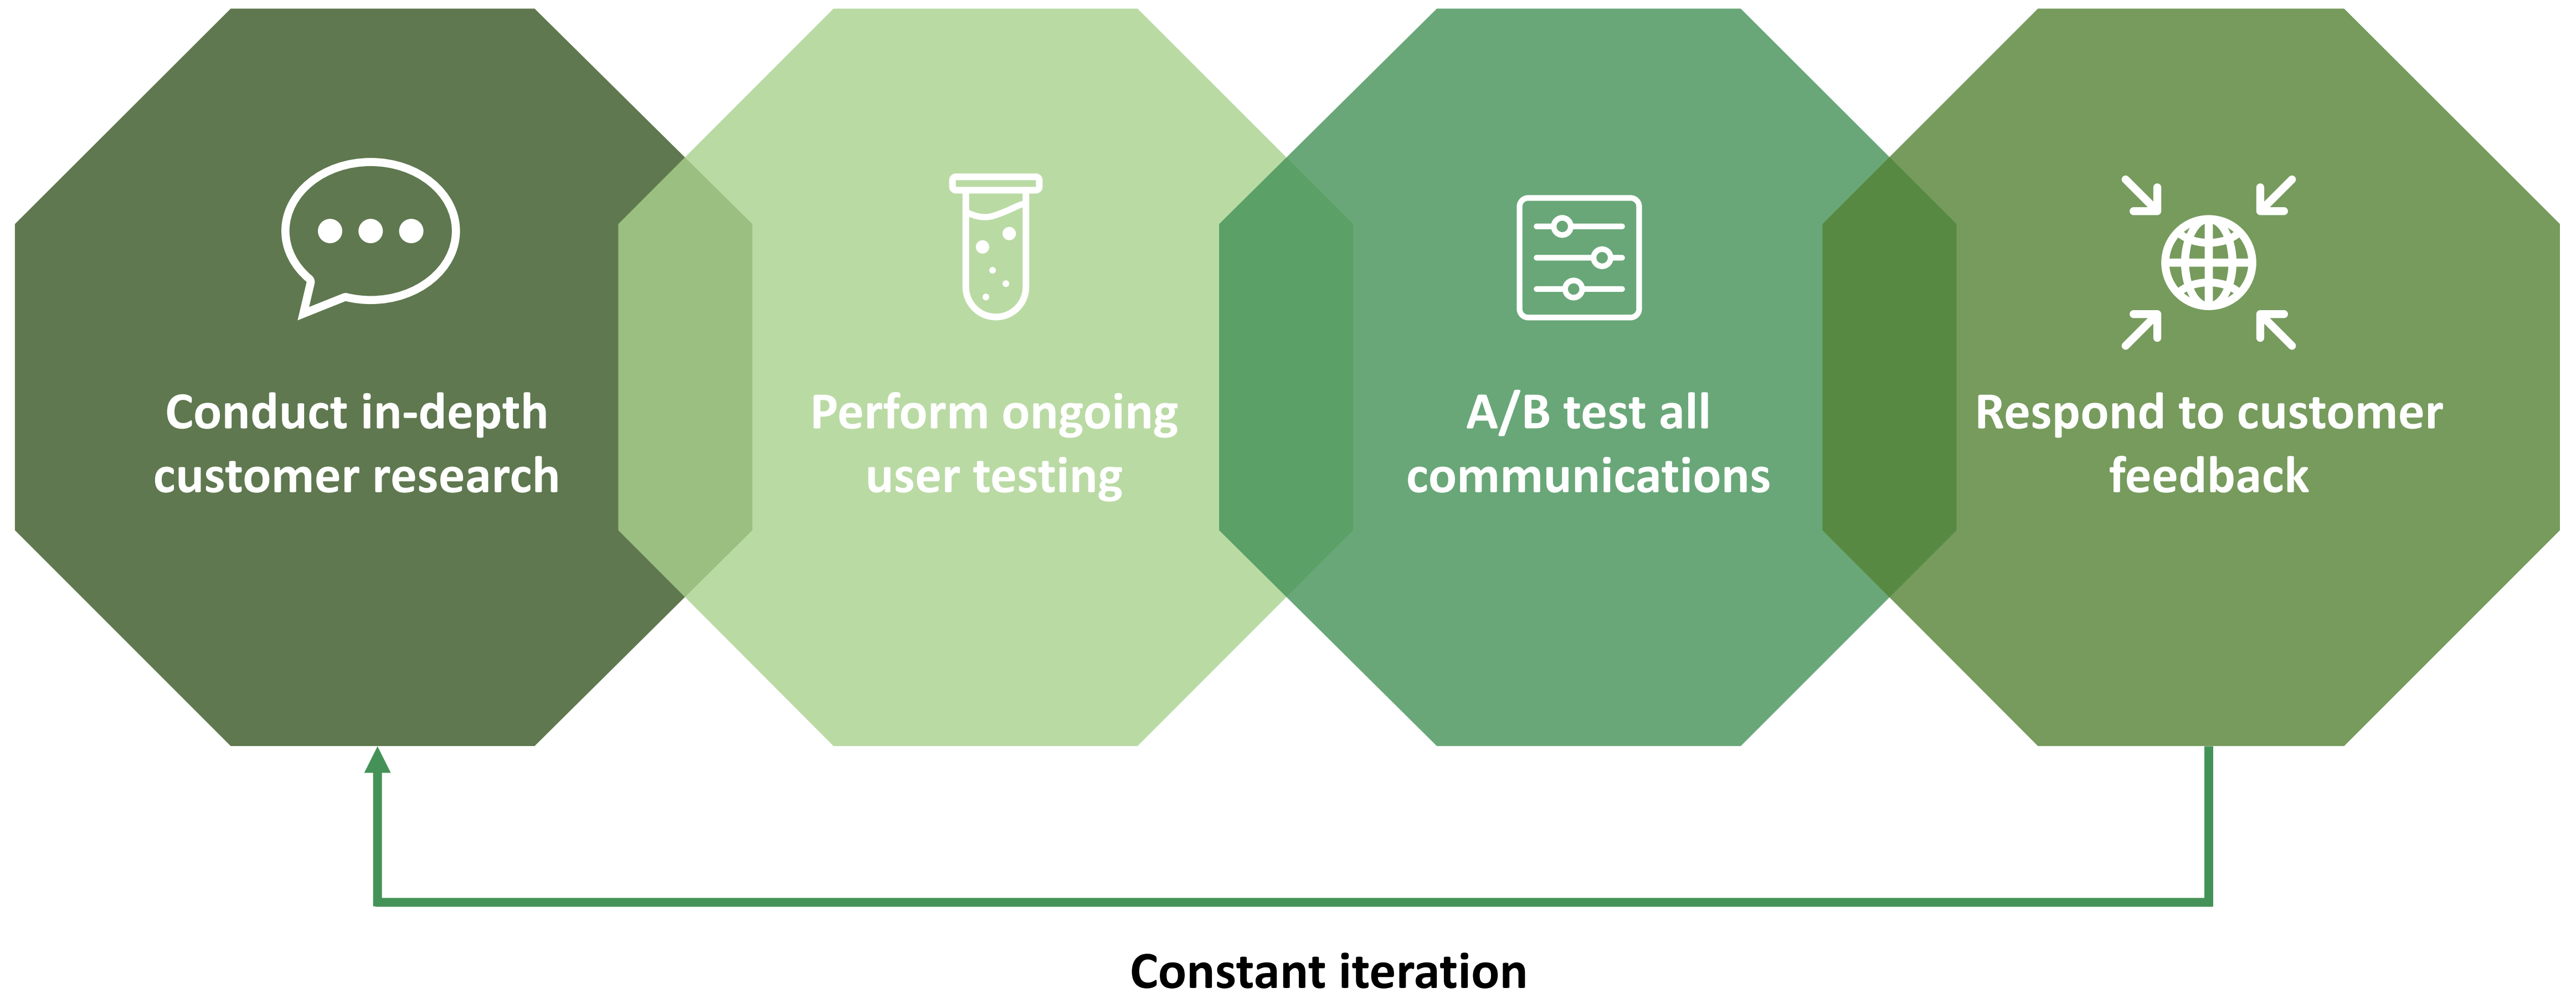 Conduct in-depth
customer research
Perform ongoing
user testing
A/B test all
communications
Respond to customer
feedback
Constant iteration